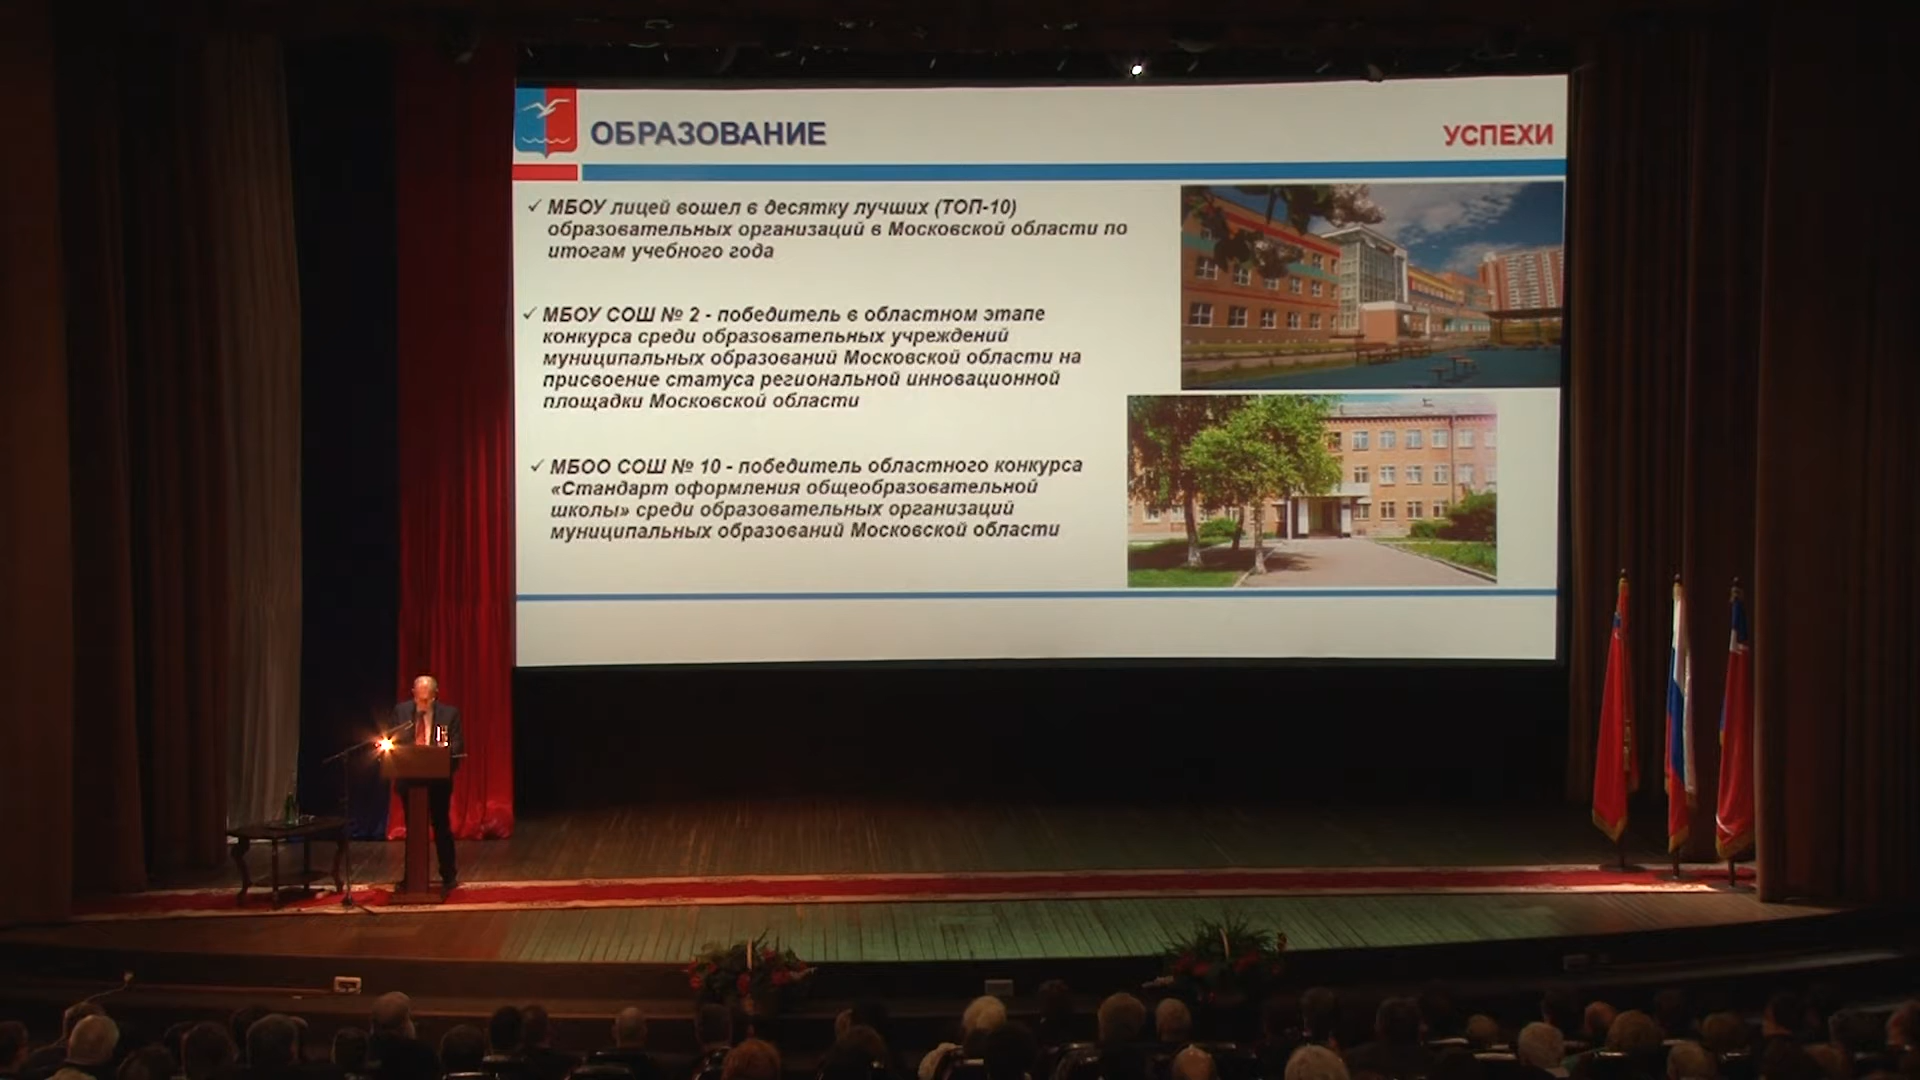 ОБРАЗОВАНИЕ
УСПЕХИ
МБОУ лицей вошел в десятку лучших (ТОП-10)
образовательных организаций в Московской области по
итогам учебного года
МБОУ СОШ № 2 - победитель в областном этапе
конкурса среди образовательных учреждений
муниципальных образований Московской области на
присвоение статуса региональной инновационной
площадки Московской области
МБОО СОШ № 10 - победитель областного конкурса
«Стандарт оформления общеобразовательной
школы» среди образовательных организаций
муниципальных образований Московской области